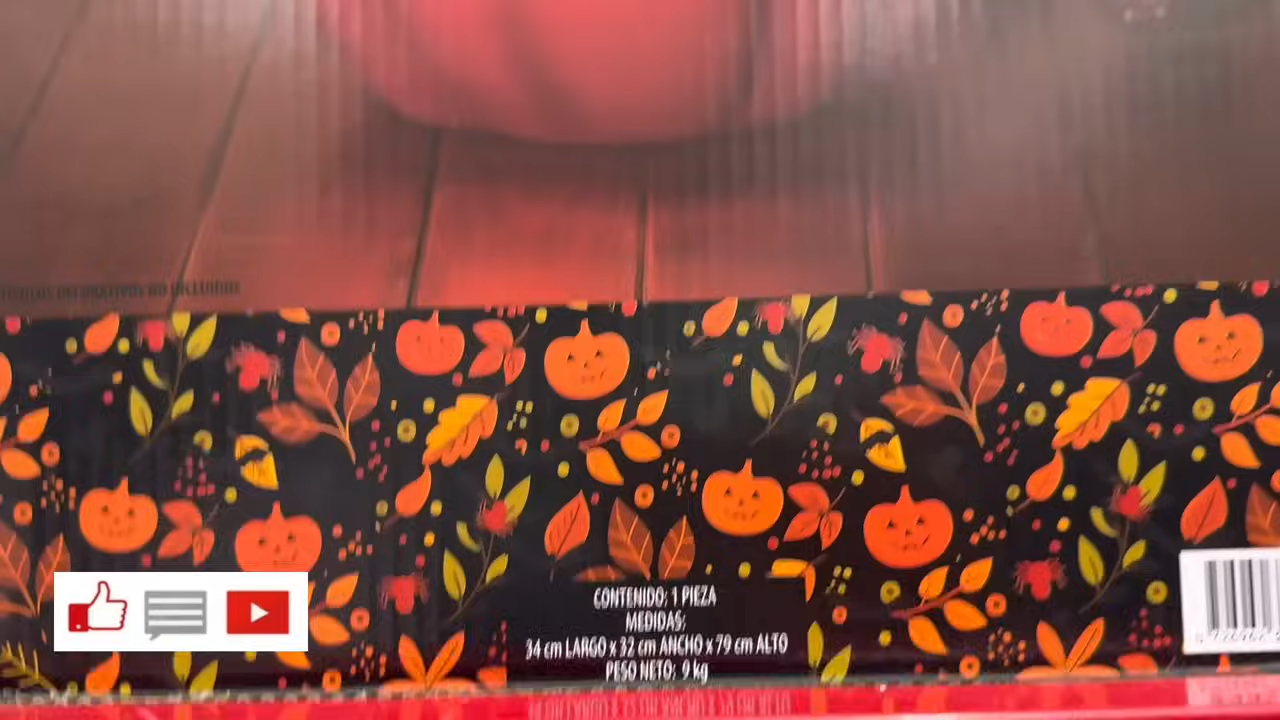 CONTENIDO: 1 PIEZA
MEDIDAS:
34 cm LARGO x 32 cm ANCHO x 79 cm ALTO
PESO NETO: 9 kg